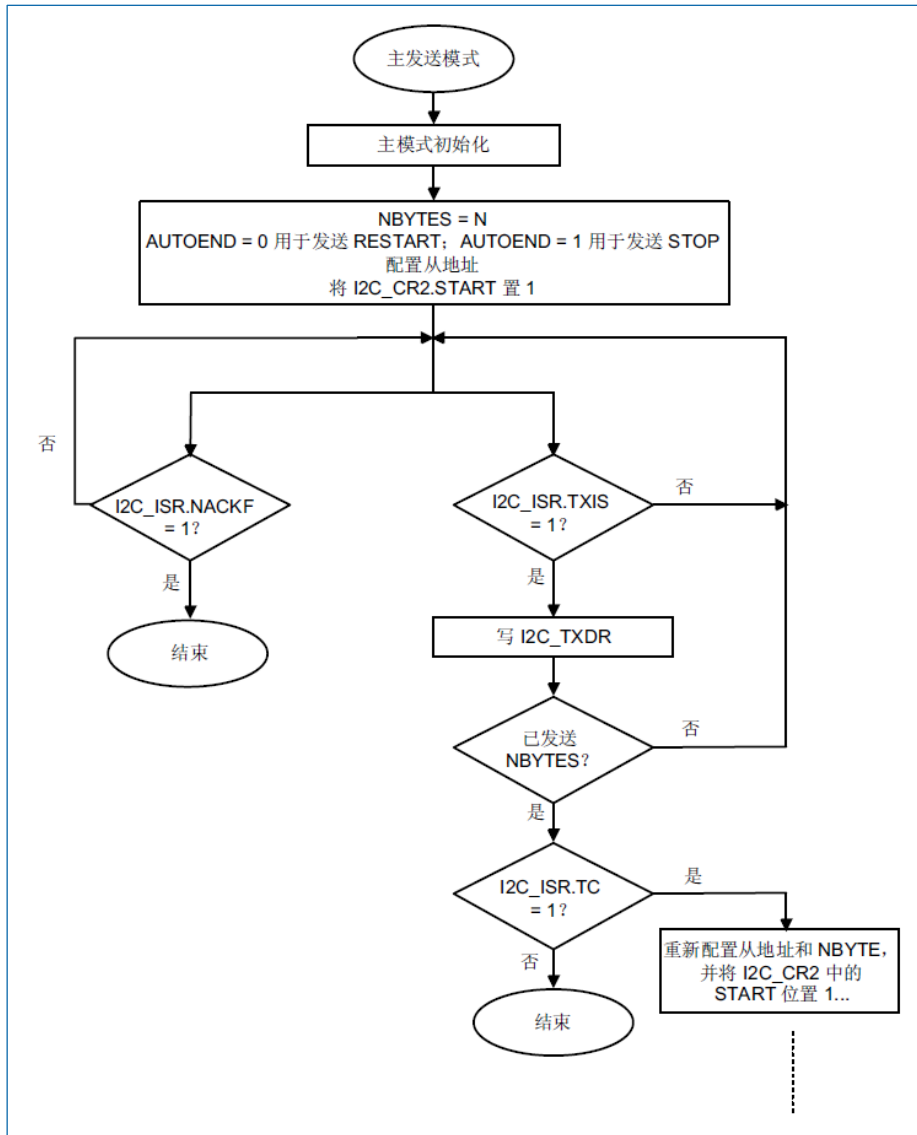 主发送模式
主模式初始化
NBYTES = N
AUTOEND = 0 用于发送 RESTART；AUTOEND = 1 用于发送 STOP
配置从地址
将 I2C_CR2.START 置 1
否
I2C_ISR.NACKF
= 1?
是
结束
I2C_ISR.TXIS
= 1?
否
是
写 I2C_TXDR
已发送
NBYTES?
否
是
I2C_ISR.TC
= 1?
是
否
结束
重新配置从地址和 NBYTE，
并将 I2C_CR2 中的
START 位置 1...